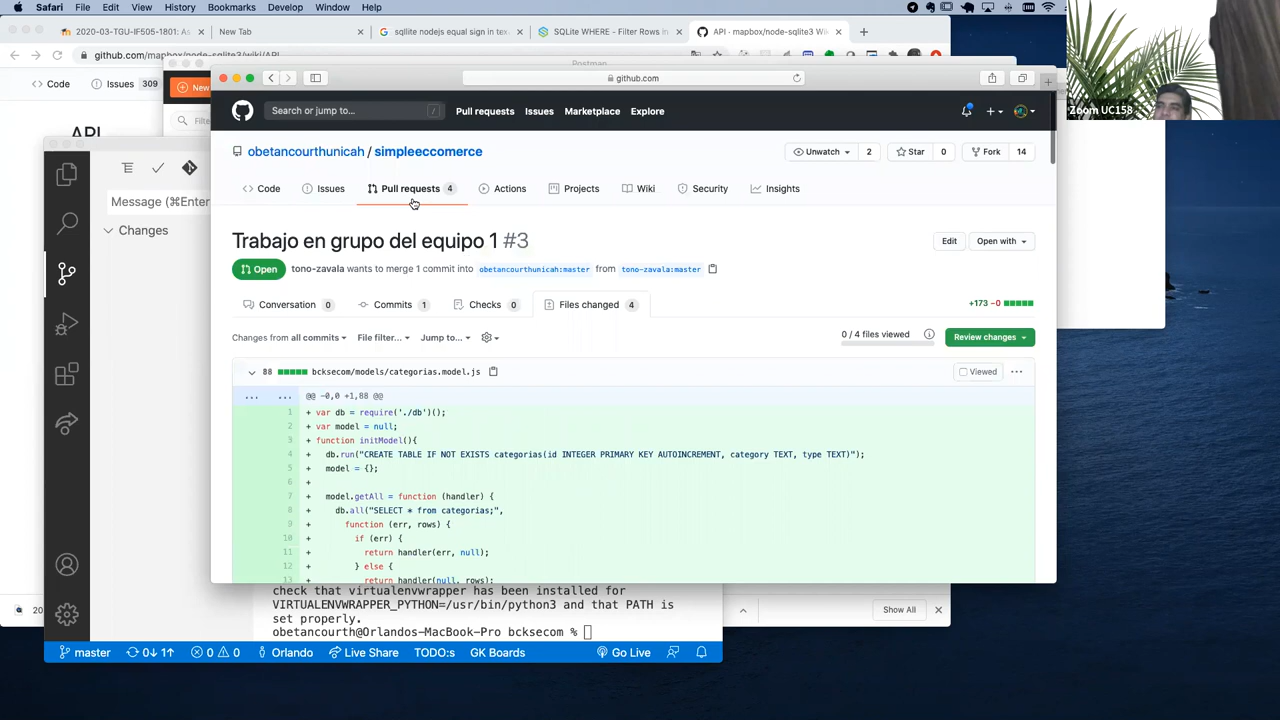 Safari File Edit View History Bookmarks Develop Window Help
2020-03-TGU-IF505-1801: As
New Tab
sqllite nodejs equal sign in tex
SQLite WHERE - Filter Rows in
API · mapbox/node-sqlite3 Wi
github.com/mapbox/node-sqlite3/wiki/API
Postman
Code
Issues 309
New
API
Filte
github.com
Search or jump to... /
Pull requests Issues Marketplace Explore
Zoom UC158
obetancourthunicah / simpleeccomerce
Unwatch 2
Star 0
Fork 14
Code
Issues
Pull requests 4
Actions
Projects
Wiki
Security
Insights
Message (⌘Enter
Changes
Trabajo en grupo del equipo 1 #3
Edit
Open with
Open
tono-zavala wants to merge 1 commit into obetancourthunicah:master from tono-zavala:master
Conversation 0
Commits 1
Checks 0
Files changed 4
+173 −0
Changes from all commits
File filter...
Jump to...
0 / 4 files viewed
Review changes
88 bcksecom/models/categorias.model.js
Viewed
... ... @@ -0,0 +1,88 @@
1 + var db = require('./db')();
2 + var model = null;
3 + function initModel(){
4 + db.run("CREATE TABLE IF NOT EXISTS categorias(id INTEGER PRIMARY KEY AUTOINCREMENT, category TEXT, type TEXT)");
5 + model = {};
6 +
7 + model.getAll = function (handler) {
8 + db.all("SELECT * from categorias;",
9 + function (err, rows) {
10 + if (err) {
11 + return handler(err, null);
12 + } else {
13 + return handler(null, rows);
check that virtualenvwrapper has been installed for
VIRTUALENVWRAPPER_PYTHON=/usr/bin/python3 and that PATH is
set properly.
obetancourth@Orlandos-MacBook-Pro bcksecom %
20
Show All
master 0↓ 1↑ 0 0 Orlando Live Share TODO:s GK Boards Go Live